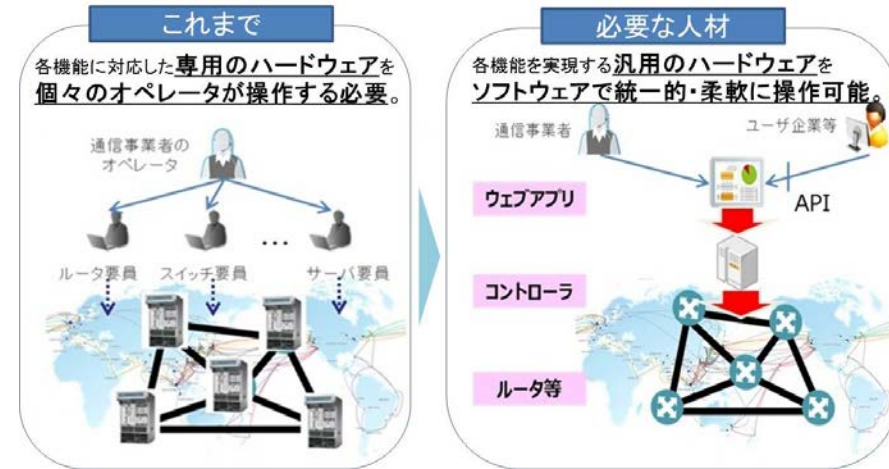 これまで
各機能に対応した専用のハードウェアを
個々のオペレータが操作する必要。
通信事業者の
オペレータ
ルータ要員 スイッチ要員 サーバ要員
...
必要な人材
各機能を実現する汎用のハードウェアを
ソフトウェアで統一的・柔軟に操作可能。
通信事業者
ユーザ企業等
ウェブアプリ
API
コントローラ
ルータ等